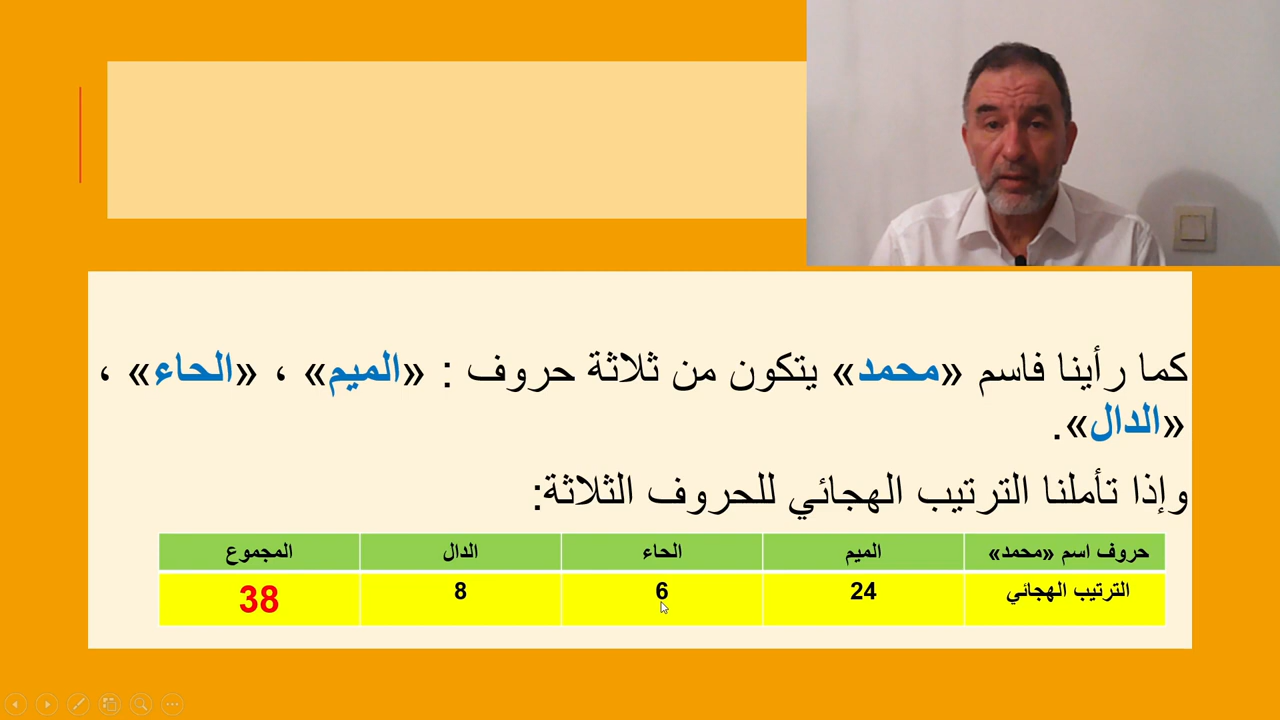 كما رأينا فاسم «محمد» يتكون من ثلاثة حروف : «الميم» ، «الحاء» ،
«الدال».
وإذا تأملنا الترتيب الهجائي للحروف الثلاثة:
حروف اسم «محمد» الميم الحاء الدال المجموع
الترتيب الهجائي 24 6 8 38